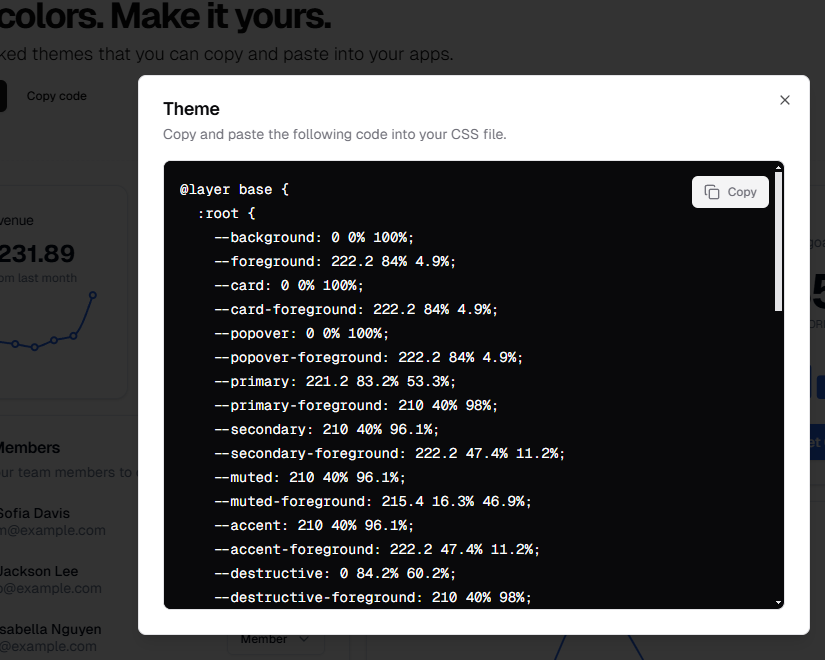 colors. Make it yours.
ked themes that you can copy and paste into your apps.
Copy code
Theme
Copy and paste the following code into your CSS file.
Copy
@layer base {
:root {
--background: 0 0% 100%;
--foreground: 222.2 84% 4.9%;
--card: 0 0% 100%;
--card-foreground: 222.2 84% 4.9%;
--popover: 0 0% 100%;
--popover-foreground: 222.2 84% 4.9%;
--primary: 221.2 83.2% 53.3%;
--primary-foreground: 210 40% 98%;
--secondary: 210 40% 96.1%;
--secondary-foreground: 222.2 47.4% 11.2%;
--muted: 210 40% 96.1%;
--muted-foreground: 215.4 16.3% 46.9%;
--accent: 210 40% 96.1%;
--accent-foreground: 222.2 47.4% 11.2%;
--destructive: 0 84.2% 60.2%;
--destructive-foreground: 210 40% 98%;
venue
231.89
om last month
Members
ur team members to
Sofia Davis
m@example.com
Jackson Lee
p@example.com
sabella Nguyen
@example.com
Member